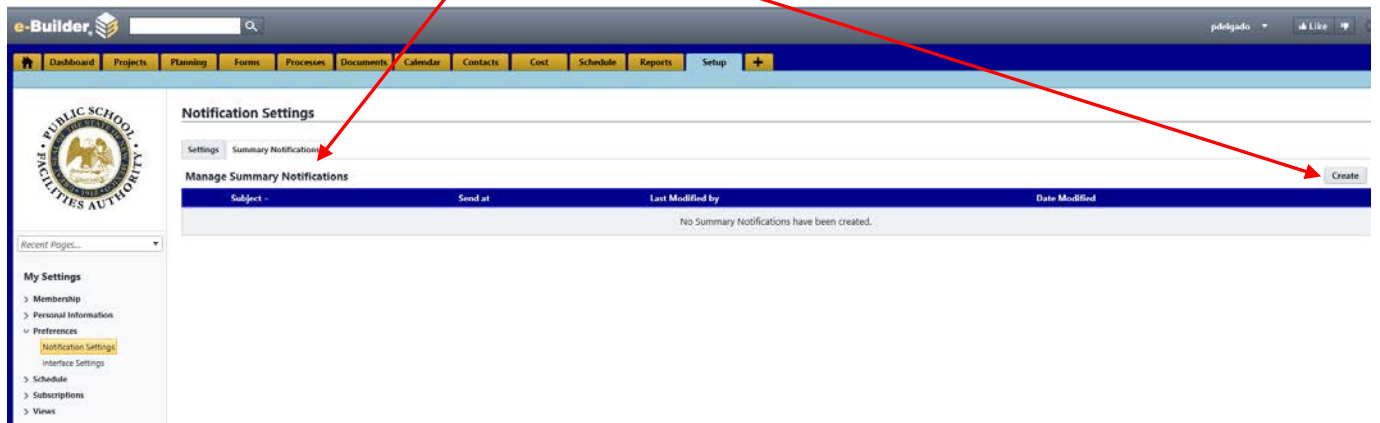 e-Builder
pdelgado Like
Dashboard Projects Planning Forms Processes Documents Calendar Contacts Cost Schedule Reports Setup +
PUBLIC SCHOOL FACILITIES AUTHORITY
Notification Settings
Settings Summary Notifications
Manage Summary Notifications
Create
Subject Send at Last Modified by Date Modified
No Summary Notifications have been created.
Recent Pages...
My Settings
Membership
Personal Information
Preferences
Notification Settings
Interface Settings
Schedule
Subscriptions
Views